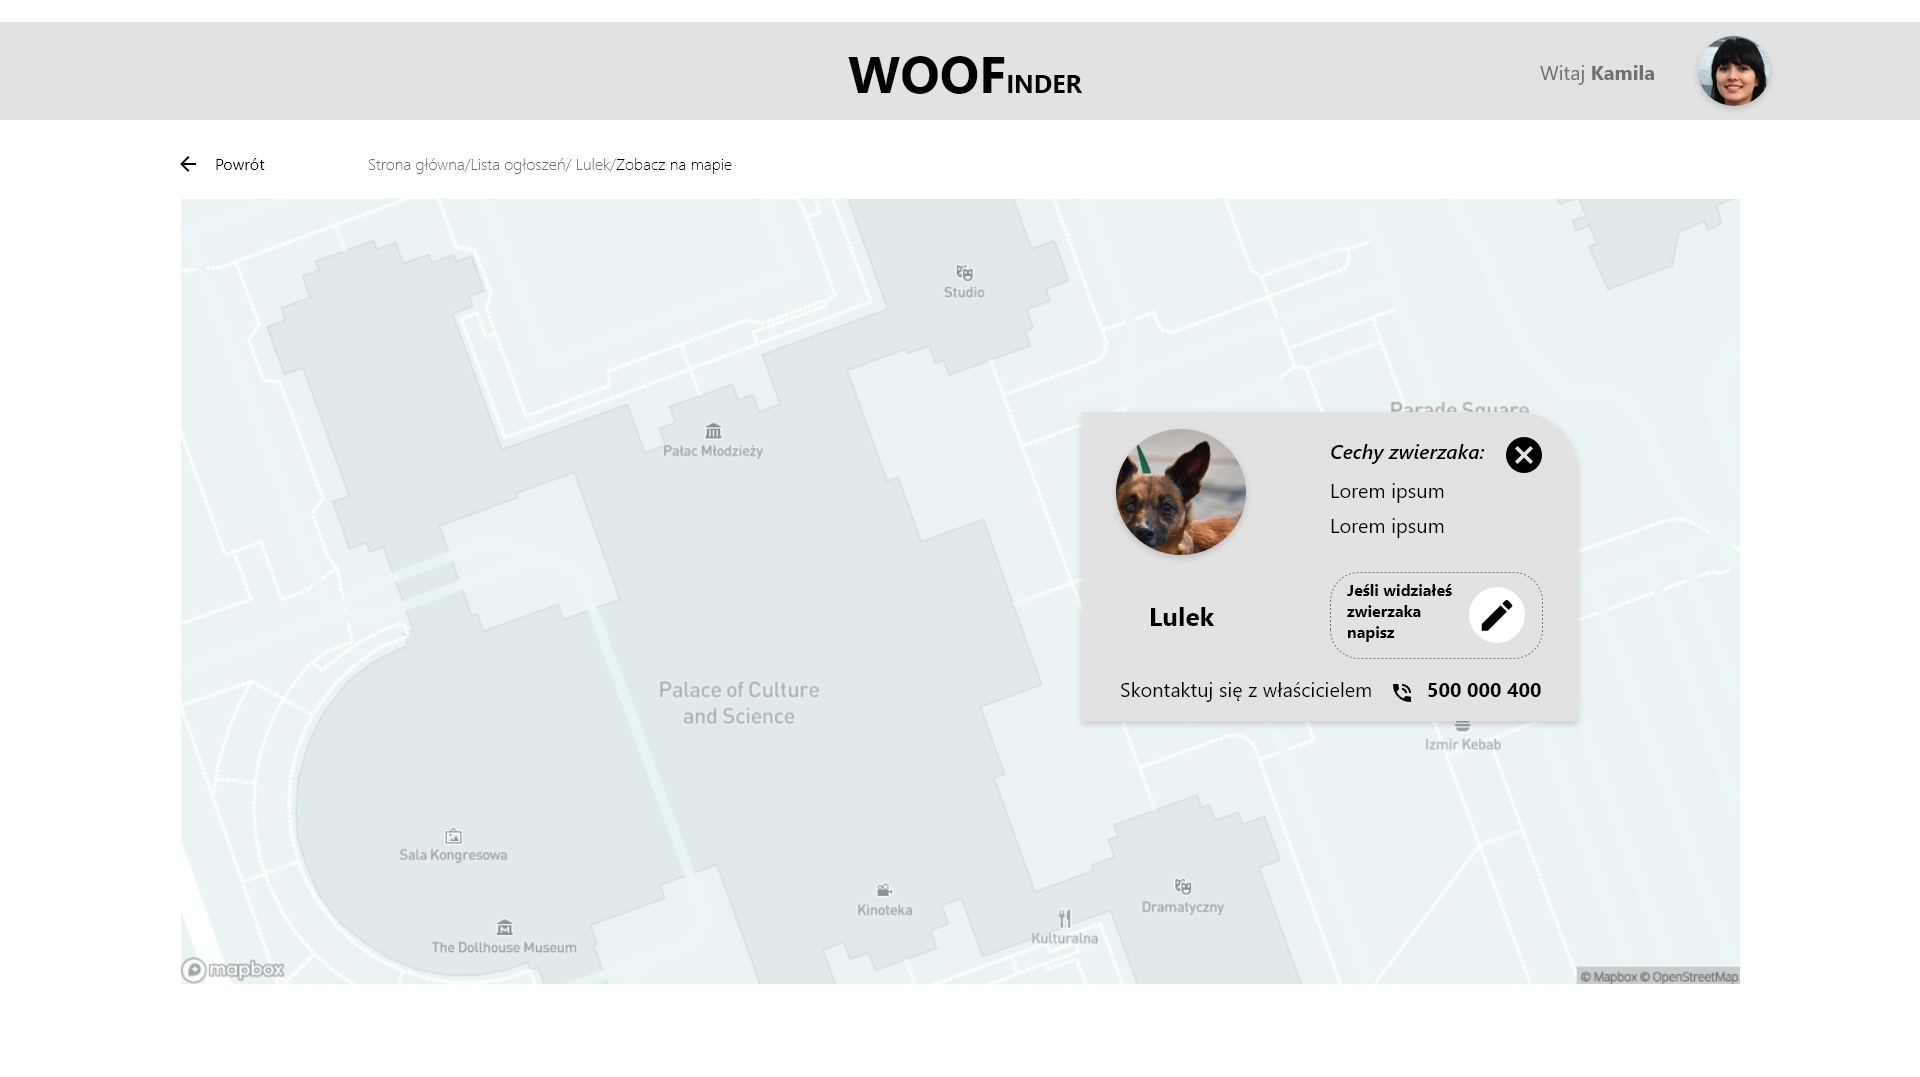 WOOFINDER
Witaj Kamila
Powrót
Strona główna/Lista ogłoszeń/ Lulek/Zobacz na mapie
Studio
Parade Square
Pałac Młodzieży
Cechy zwierzaka:
Lorem ipsum
Lorem ipsum
Jeśli widziałeś
zwierzaka
napisz
Lulek
Skontaktuj się z właścicielem 500 000 400
Palace of Culture
and Science
Izmir Kebab
Sala Kongresowa
Kinoteka
Dramatyczny
Kulturalna
The Dollhouse Museum
mapbox
© Mapbox © OpenStreetMap